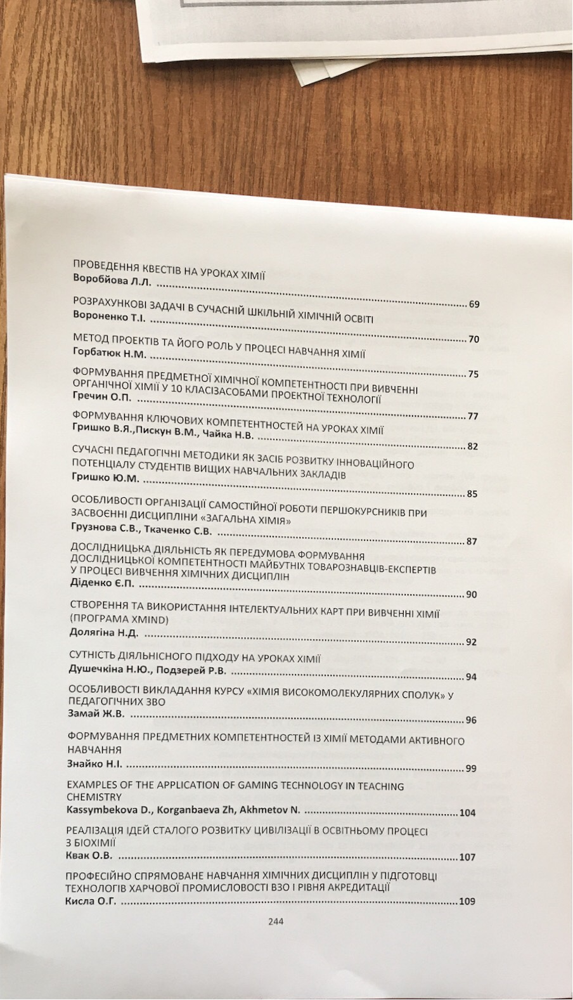 ПРОВЕДЕННЯ КВЕСТІВ НА УРОКАХ ХІМІЇ
Воробйова Л.Л. ........ 69
РОЗРАХУНКОВІ ЗАДАЧІ В СУЧАСНІЙ ШКІЛЬНІЙ ХІМІЧНІЙ ОСВІТІ
Вороненко Т.І. ........ 70
МЕТОД ПРОЕКТІВ ТА ЙОГО РОЛЬ У ПРОЦЕСІ НАВЧАННЯ ХІМІЇ
Горбатюк Н.М. ........ 75
ФОРМУВАННЯ ПРЕДМЕТНОЇ ХІМІЧНОЇ КОМПЕТЕНТНОСТІ ПРИ ВИВЧЕННІ
ОРГАНІЧНОЇ ХІМІЇ У 10 КЛАСІЗАСОБАМИ ПРОЕКТНОЇ ТЕХНОЛОГІЇ
Гречин О.П. ........ 77
ФОРМУВАННЯ КЛЮЧОВИХ КОМПЕТЕНТНОСТЕЙ НА УРОКАХ ХІМІЇ
Гришко В.Я.,Пискун В.М., Чайка Н.В. ........ 82
СУЧАСНІ ПЕДАГОГІЧНІ МЕТОДИКИ ЯК ЗАСІБ РОЗВИТКУ ІННОВАЦІЙНОГО
ПОТЕНЦІАЛУ СТУДЕНТІВ ВИЩИХ НАВЧАЛЬНИХ ЗАКЛАДІВ
Гришко Ю.М. ........ 85
ОСОБЛИВОСТІ ОРГАНІЗАЦІЇ САМОСТІЙНОЇ РОБОТИ ПЕРШОКУРСНИКІВ ПРИ
ЗАСВОЄННІ ДИСЦИПЛІНИ «ЗАГАЛЬНА ХІМІЯ»
Грузнова С.В., Ткаченко С.В. ........ 87
ДОСЛІДНИЦЬКА ДІЯЛЬНІСТЬ ЯК ПЕРЕДУМОВА ФОРМУВАННЯ
ДОСЛІДНИЦЬКОЇ КОМПЕТЕНТНОСТІ МАЙБУТНІХ ТОВАРОЗНАВЦІВ-ЕКСПЕРТІВ
У ПРОЦЕСІ ВИВЧЕННЯ ХІМІЧНИХ ДИСЦИПЛІН
Діденко Є.П. ........ 90
СТВОРЕННЯ ТА ВИКОРИСТАННЯ ІНТЕЛЕКТУАЛЬНИХ КАРТ ПРИ ВИВЧЕННІ ХІМІЇ
(ПРОГРАМА XMIND)
Долягіна Н.Д. ........ 92
СУТНІСТЬ ДІЯЛЬНІСНОГО ПІДХОДУ НА УРОКАХ ХІМІЇ
Душечкіна Н.Ю., Подзерей Р.В. ........ 94
ОСОБЛИВОСТІ ВИКЛАДАННЯ КУРСУ «ХІМІЯ ВИСОКОМОЛЕКУЛЯРНИХ СПОЛУК» У
ПЕДАГОГІЧНИХ ЗВО
Замай Ж.В. ........ 96
ФОРМУВАННЯ ПРЕДМЕТНИХ КОМПЕТЕНТНОСТЕЙ ІЗ ХІМІЇ МЕТОДАМИ АКТИВНОГО
НАВЧАННЯ
Знайко Н.І. ........ 99
EXAMPLES OF THE APPLICATION OF GAMING TECHNOLOGY IN TEACHING
CHEMISTRY
Kassymbekova D., Korganbaeva Zh, Akhmetov N. ........ 104
РЕАЛІЗАЦІЯ ІДЕЙ СТАЛОГО РОЗВИТКУ ЦИВІЛІЗАЦІЇ В ОСВІТНЬОМУ ПРОЦЕСІ
З БІОХІМІЇ
Квак О.В. ........ 107
ПРОФЕСІЙНО СПРЯМОВАНЕ НАВЧАННЯ ХІМІЧНИХ ДИСЦИПЛІН У ПІДГОТОВЦІ
ТЕХНОЛОГІВ ХАРЧОВОЇ ПРОМИСЛОВОСТІ ВЗО І РІВНЯ АКРЕДИТАЦІЇ
Кисла О.Г. ........ 109
244